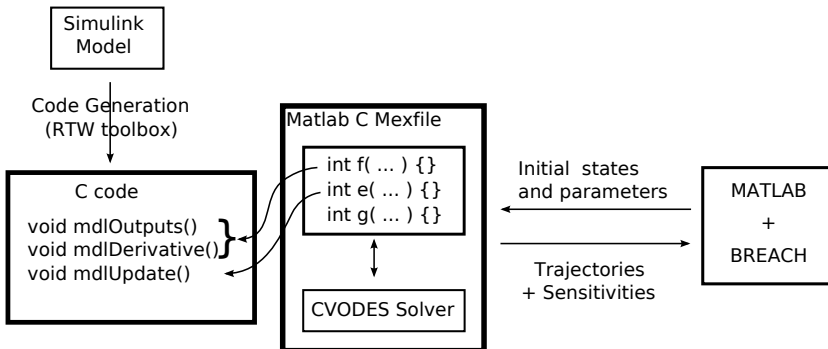 Simulink
Model
Code Generation
(RTW toolbox)
C code
void mdlOutputs()
void mdlDerivative()
void mdlUpdate()
}
Matlab C Mexfile
int f( ... ) {}
int e( ... ) {}
int g( ... ) {}
CVODES Solver
Initial states
and parameters
Trajectories
+ Sensitivities
MATLAB
+
BREACH